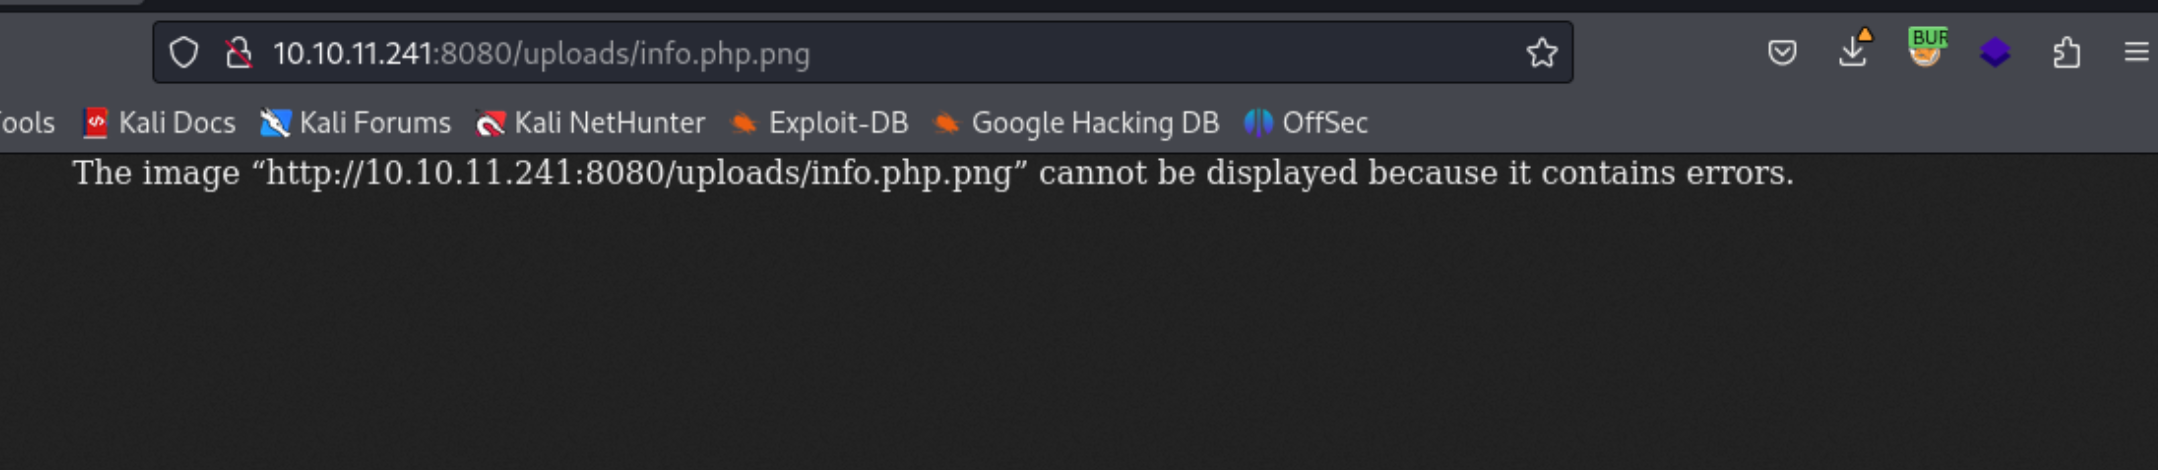 10.10.11.241:8080/uploads/info.php.png
BUR
ools Kali Docs Kali Forums Kali NetHunter Exploit-DB Google Hacking DB OffSec
The image “http://10.10.11.241:8080/uploads/info.php.png” cannot be displayed because it contains errors.